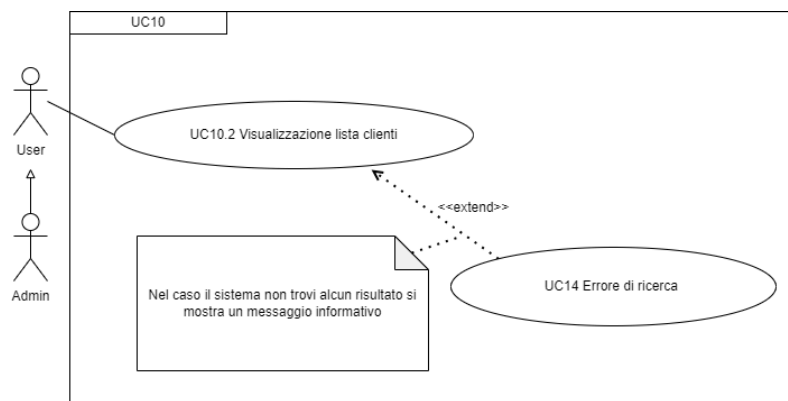 UC10
UC10.2 Visualizzazione lista clienti
User
<<extend>>
Nel caso il sistema non trovi alcun risultato si
mostra un messaggio informativo
UC14 Errore di ricerca
Admin